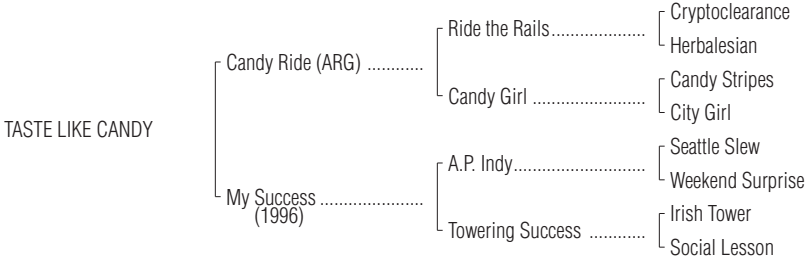 Cryptoclearance
Ride the Rails.....................
Herbalesian
Candy Ride (ARG) ............
Candy Stripes
Candy Girl .........................
City Girl
TASTE LIKE CANDY
Seattle Slew
A.P. Indy.............................
Weekend Surprise
My Success ......................
(1996)
Irish Tower
Towering Success ............
Social Lesson